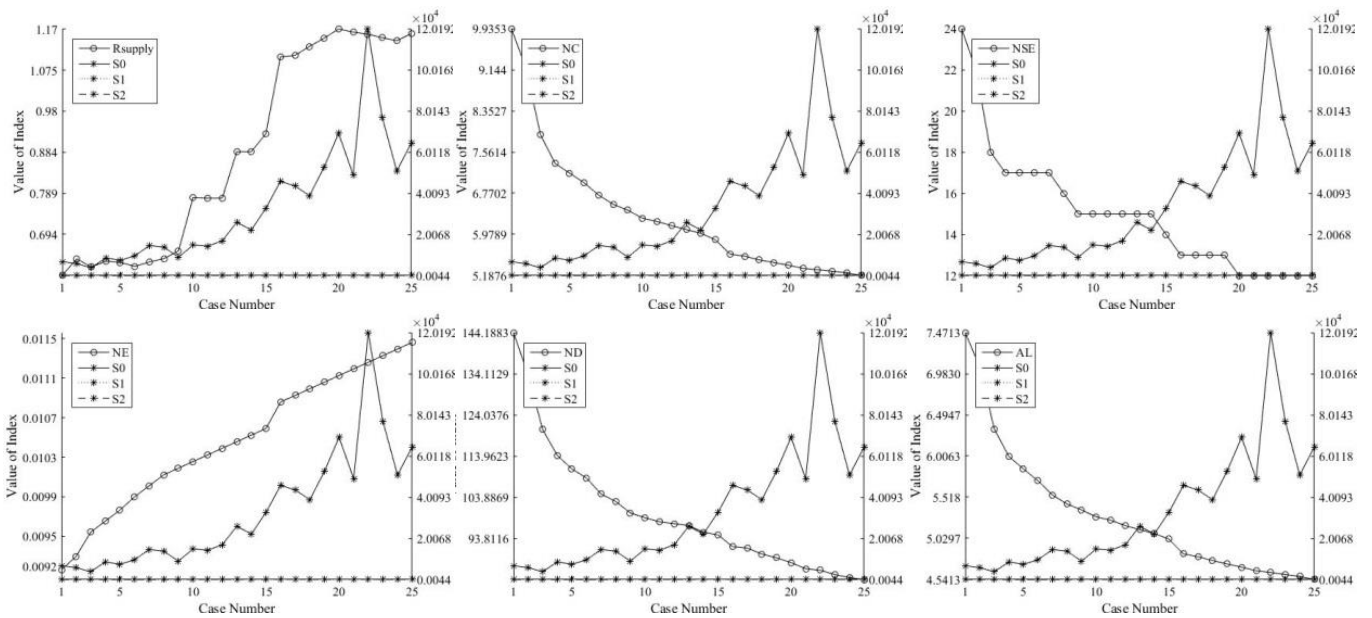 ×10⁴
×10⁴
×10⁴
1.17
1.075
0.98
0.884
0.789
0.694
Value of Index
Rsupply
S0
S1
S2
12.0192
10.0168
8.0143
6.0118
4.0093
2.0068
0.0044
1 5 10 15 20 25
Case Number
9.9353
9.144
8.3527
7.5614
6.7702
5.9789
5.1876
NC
S0
S1
S2
12.0192
10.0168
8.0143
6.0118
4.0093
2.0068
0.0044
1 5 10 15 20 25
Case Number
24
22
20
18
16
14
12
Value of Index
NSE
S0
S1
S2
12.0192
10.0168
8.0143
6.0118
4.0093
2.0068
0.0044
1 5 10 15 20 25
Case Number
×10⁴
×10⁴
×10⁴
0.0115
0.0111
0.0107
0.0103
0.0099
0.0095
0.0092
Value of Index
NE
S0
S1
S2
12.0192
10.0168
8.0143
6.0118
4.0093
2.0068
0.0044
1 5 10 15 20 25
Case Number
144.1883
134.1129
124.0376
113.9623
103.8869
93.8116
ND
S0
S1
S2
12.0192
10.0168
8.0143
6.0118
4.0093
2.0068
0.0044
1 5 10 15 20 25
Case Number
7.4713
6.9830
6.4947
6.0063
5.518
5.0297
4.5413
Value of Index
AL
S0
S1
S2
12.0192
10.0168
8.0143
6.0118
4.0093
2.0068
0.0044
1 5 10 15 20 25
Case Number